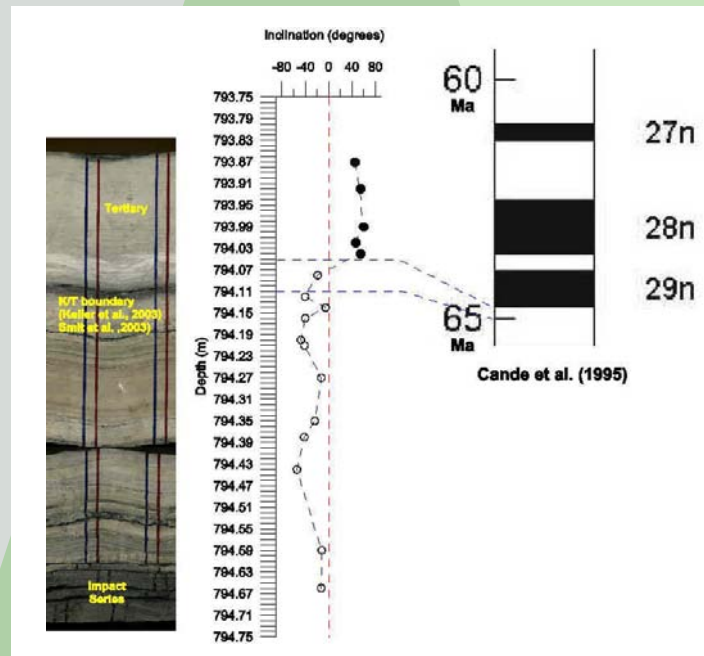 Inclination (degrees)
-80 -40 0 40 80
Depth (m)
793.75
793.79
793.83
793.87
793.91
793.95
793.99
794.03
794.07
794.11
794.15
794.19
794.23
794.27
794.31
794.35
794.39
794.43
794.47
794.51
794.55
794.59
794.63
794.67
794.71
794.75
Tertiary
K/T boundary
(Keller et al., 2003)
Smit et al. ,2003)
Impact
Series
60
Ma
27n
28n
29n
65
Ma
Cande et al. (1995)